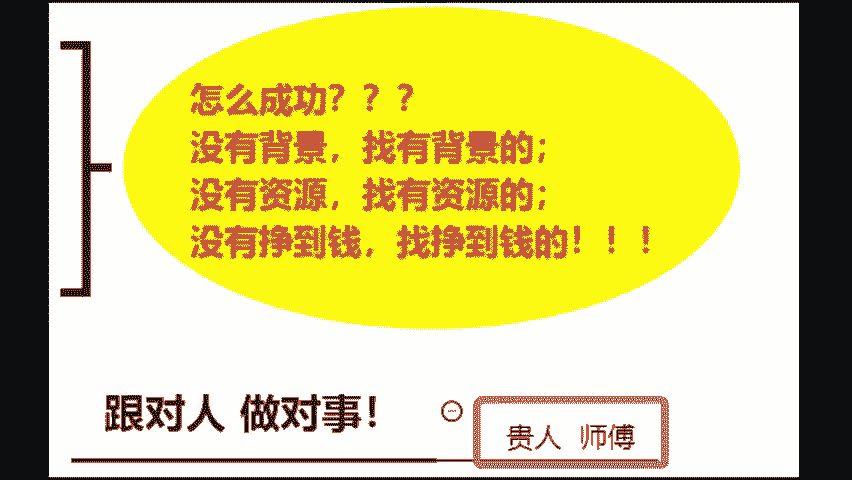 怎么成功？？？
没有背景，找有背景的；
没有资源，找有资源的；
没有挣到钱，找挣到钱的！！！
跟对人 做对事！
贵人 师傅